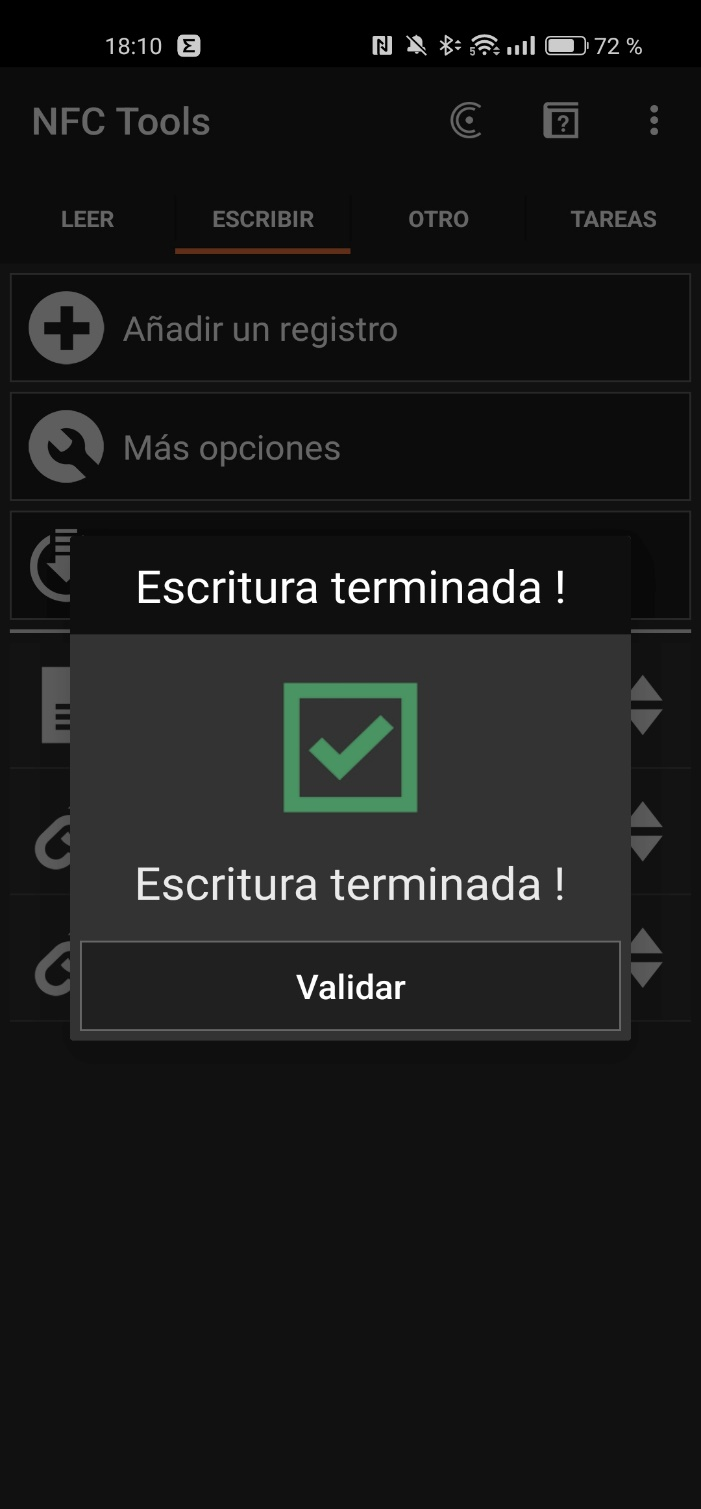 18:10
72 %
NFC Tools
LEER
ESCRIBIR
OTRO
TAREAS
Añadir un registro
Más opciones
Escritura terminada !
Escritura terminada !
Validar